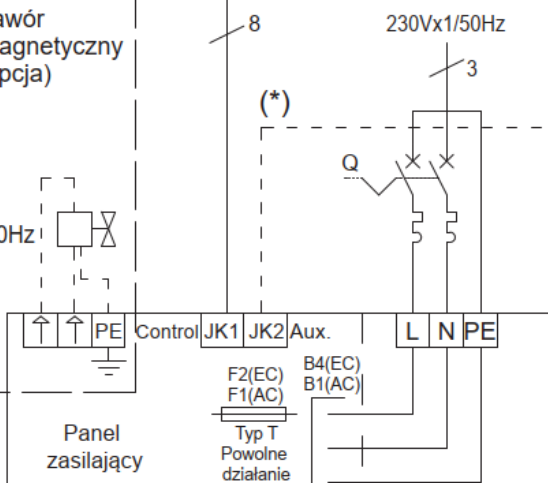 awór
agnetyczny
pcja)
8
230Vx1/50Hz
3
(*)
Q
0Hz
PE Control JK1 JK2 Aux. L N PE
F2(EC)
F1(AC)
B4(EC)
B1(AC)
Typ T
Powolne
działanie
Panel
zasilający